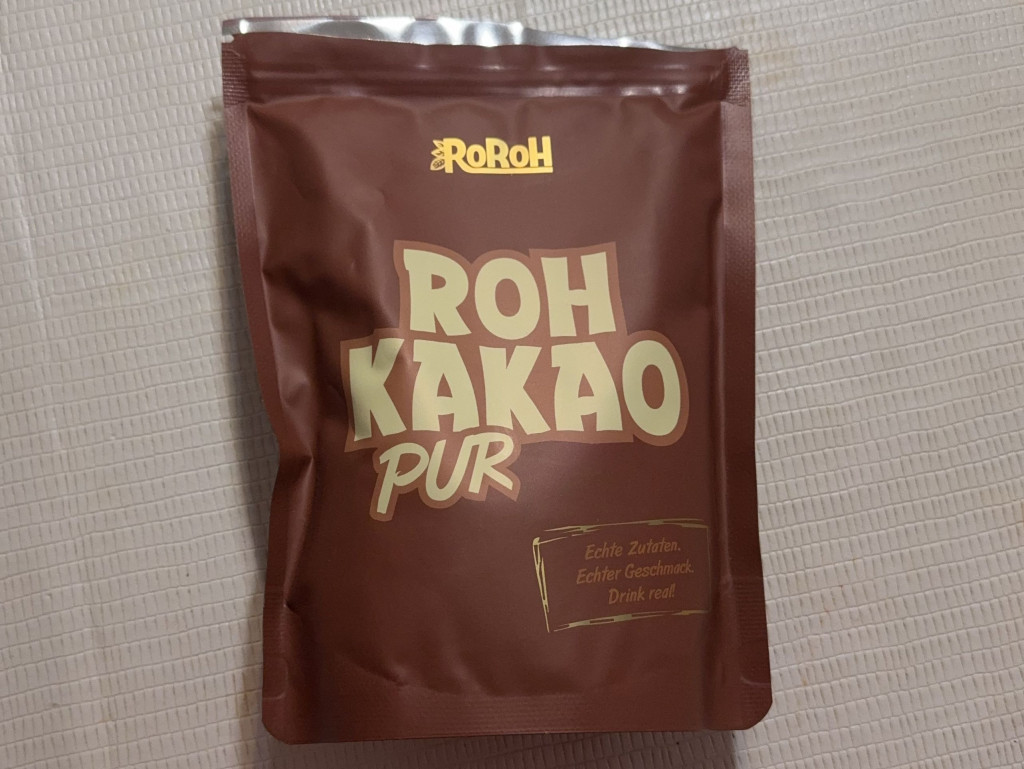 RoRoH
ROH
KAKAO
PUR
Echte Zutaten.
Echter Geschmack.
Drink real!